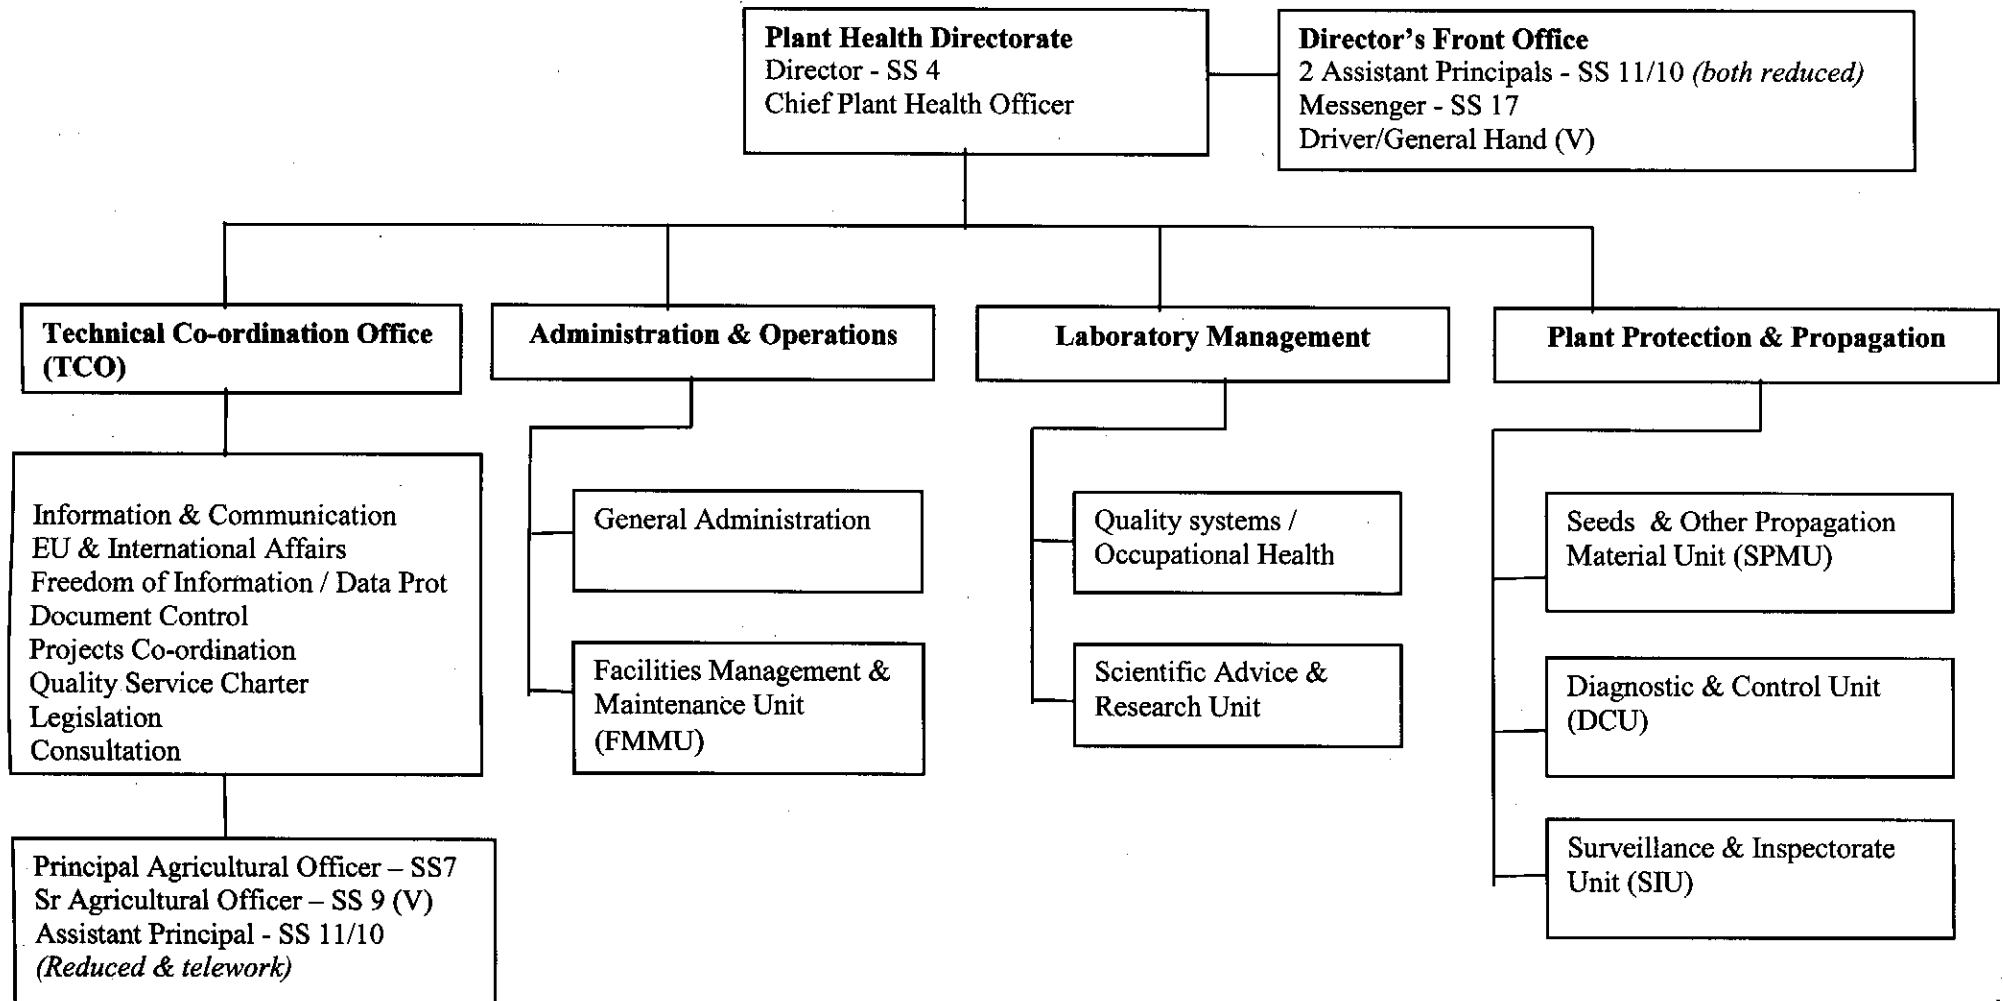 Plant Health Directorate
Director - SS 4
Chief Plant Health Officer
Director's Front Office
2 Assistant Principals - SS 11/10 (both reduced)
Messenger - SS 17
Driver/General Hand (V)
Technical Co-ordination Office
(TCO)
Administration & Operations
Laboratory Management
Plant Protection & Propagation
Information & Communication
EU & International Affairs
Freedom of Information / Data Prot
Document Control
Projects Co-ordination
Quality Service Charter
Legislation
Consultation
Principal Agricultural Officer – SS7
Sr Agricultural Officer – SS 9 (V)
Assistant Principal - SS 11/10
(Reduced & telework)
General Administration
Facilities Management &
Maintenance Unit
(FMMU)
Quality systems /
Occupational Health
Scientific Advice &
Research Unit
Seeds & Other Propagation
Material Unit (SPMU)
Diagnostic & Control Unit
(DCU)
Surveillance & Inspectorate
Unit (SIU)